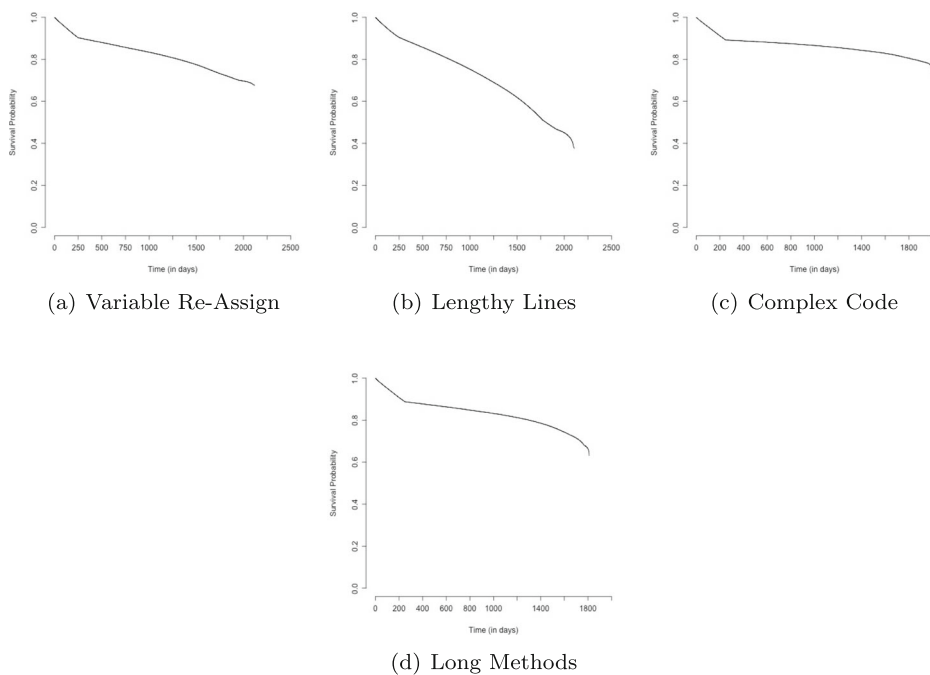 1.0
0.8
0.6
0.4
0.2
0.0
Survival Probability
0 250 500 750 1000 1500 2000 2500
Time (in days)
(a) Variable Re-Assign
1.0
0.8
0.6
0.4
0.2
0.0
Survival Probability
0 250 500 750 1000 1500 2000 2500
Time (in days)
(b) Lengthy Lines
1.0
0.8
0.6
0.4
0.2
0.0
Survival Probability
0 200 400 600 800 1000 1400 1800
Time (in days)
(c) Complex Code
1.0
0.8
0.6
0.4
0.2
0.0
Survival Probability
0 200 400 600 800 1000 1400 1800
Time (in days)
(d) Long Methods